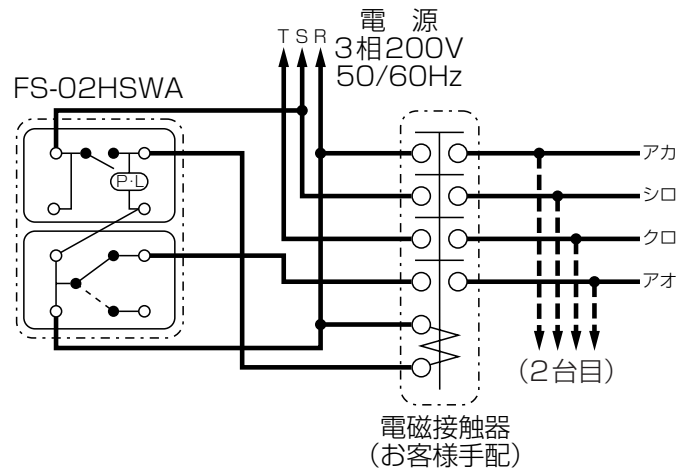 電 源
T S R
3相200V
50/60Hz
FS-02HSWA
P·L
アカ
シロ
クロ
アオ
(2台目)
電磁接触器
(お客様手配)